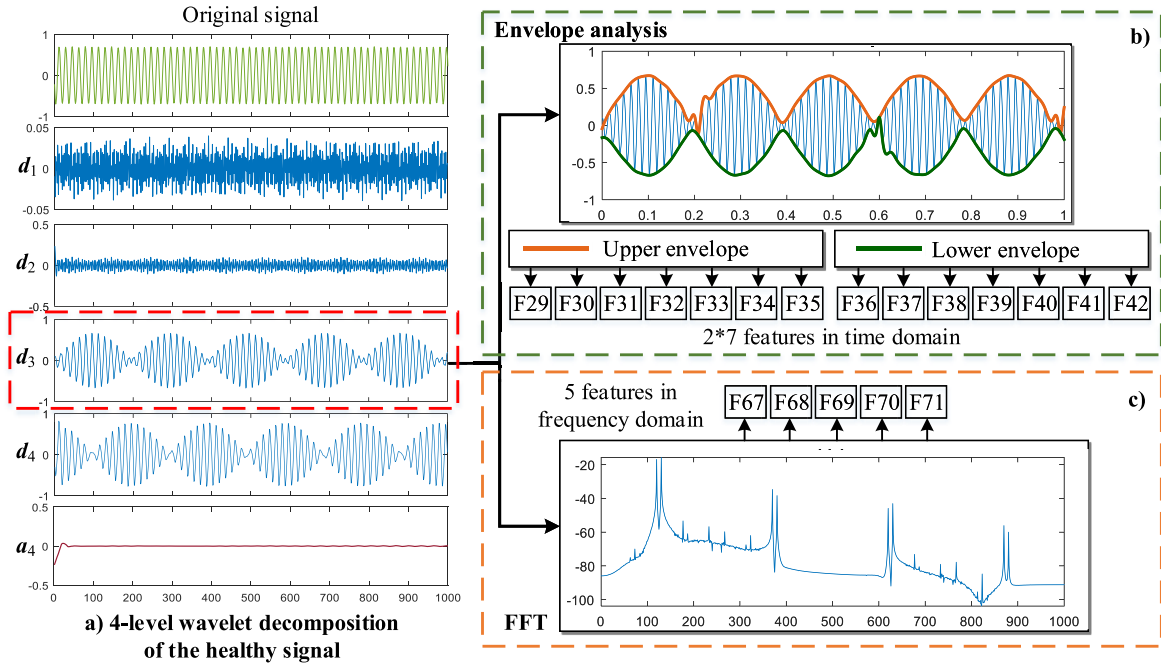 Original signal
1
0
-1
0.05
d1 0
-0.05
0.5
d2 0
-0.5
1
d3 0
-1
1
d4 0
-1
0.5
a4 0
-0.5
0 100 200 300 400 500 600 700 800 900 1000
a) 4-level wavelet decomposition
of the healthy signal
Envelope analysis
b)
1
0.5
0
-0.5
-1
0 0.1 0.2 0.3 0.4 0.5 0.6 0.7 0.8 0.9 1
Upper envelope
Lower envelope
F29 F30 F31 F32 F33 F34 F35
F36 F37 F38 F39 F40 F41 F42
2*7 features in time domain
5 features in
frequency domain
F67 F68 F69 F70 F71
c)
-20
-40
-60
-80
-100
0 100 200 300 400 500 600 700 800 900 1000
FFT